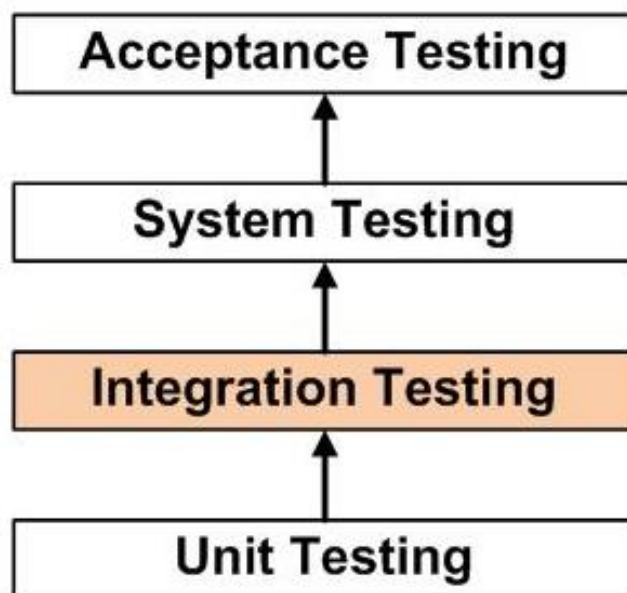 Acceptance Testing
System Testing
Integration Testing
Unit Testing